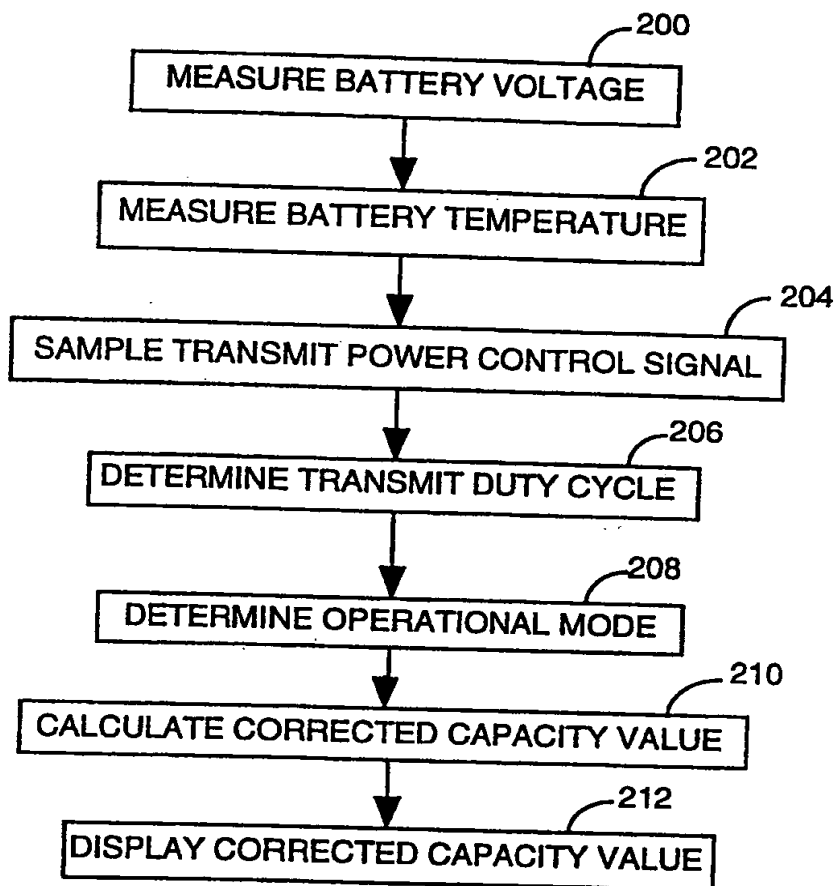 200
MEASURE BATTERY VOLTAGE
202
MEASURE BATTERY TEMPERATURE
204
SAMPLE TRANSMIT POWER CONTROL SIGNAL
206
DETERMINE TRANSMIT DUTY CYCLE
208
DETERMINE OPERATIONAL MODE
210
CALCULATE CORRECTED CAPACITY VALUE
212
DISPLAY CORRECTED CAPACITY VALUE